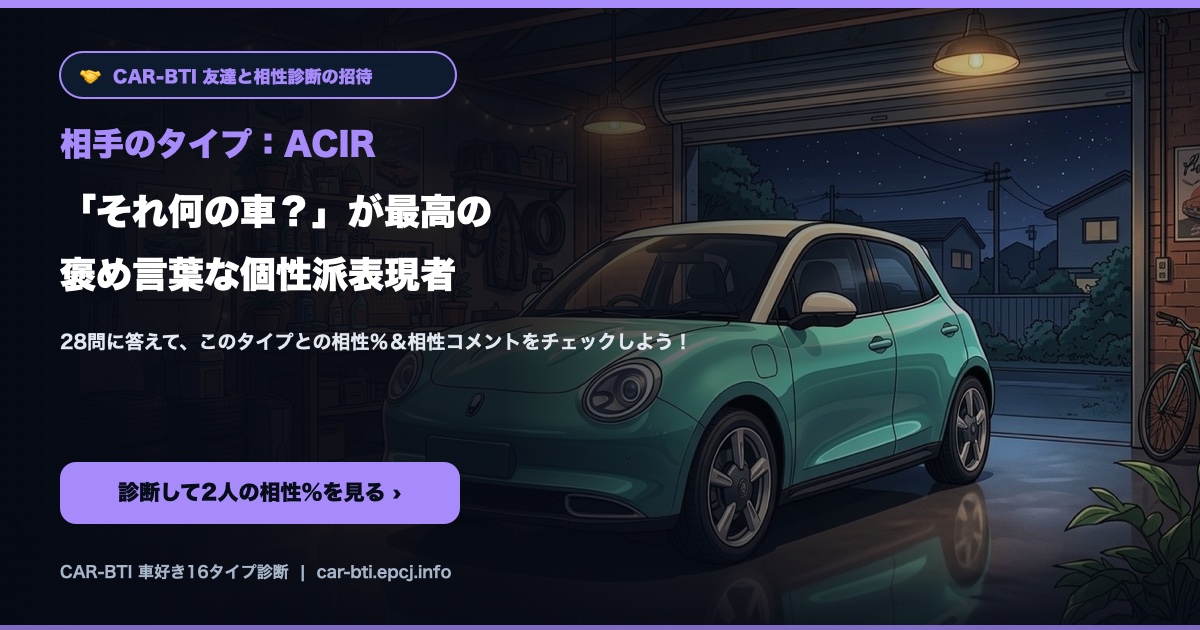 🤝 CAR-BTI 友達と相性診断の招待
相手のタイプ：ACIR
「それ何の車？」が最高の
褒め言葉な個性派表現者
28問に答えて、このタイプとの相性%＆相性コメントをチェックしよう！
診断して2人の相性%を見る ›
CAR-BTI 車好き16タイプ診断 | car-bti.epcj.info